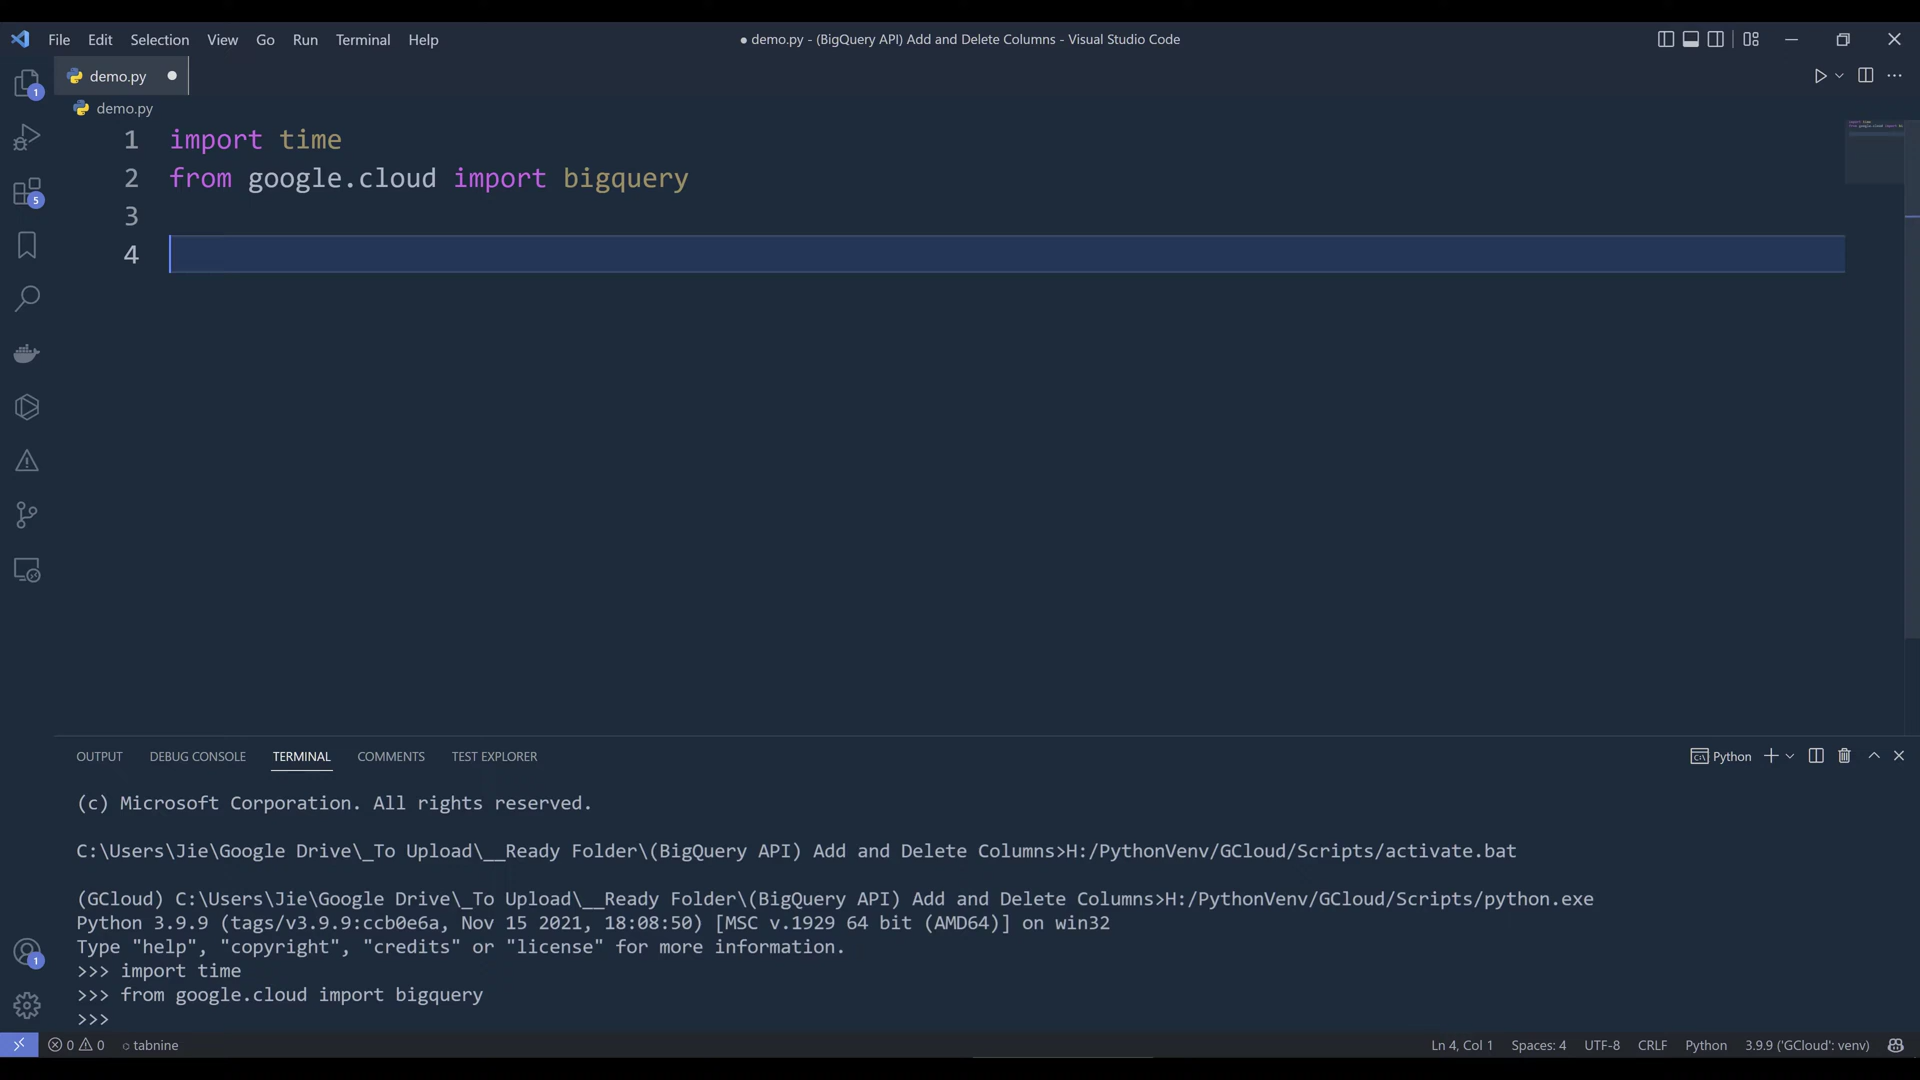 File Edit Selection View Go Run Terminal Help
● demo.py - (BigQuery API) Add and Delete Columns - Visual Studio Code
demo.py
demo.py
1 import time
2 from google.cloud import bigquery
3
4
1
5
OUTPUT DEBUG CONSOLE TERMINAL COMMENTS TEST EXPLORER
Python
(c) Microsoft Corporation. All rights reserved.
C:\Users\Jie\Google Drive\_To Upload\__Ready Folder\(BigQuery API) Add and Delete Columns>H:/PythonVenv/GCloud/Scripts/activate.bat
(GCloud) C:\Users\Jie\Google Drive\_To Upload\__Ready Folder\(BigQuery API) Add and Delete Columns>H:/PythonVenv/GCloud/Scripts/python.exe
Python 3.9.9 (tags/v3.9.9:ccb0e6a, Nov 15 2021, 18:08:50) [MSC v.1929 64 bit (AMD64)] on win32
Type "help", "copyright", "credits" or "license" for more information.
>>> import time
>>> from google.cloud import bigquery
>>>
1
0 0 tabnine
Ln 4, Col 1 Spaces: 4 UTF-8 CRLF Python 3.9.9 ('GCloud': venv)